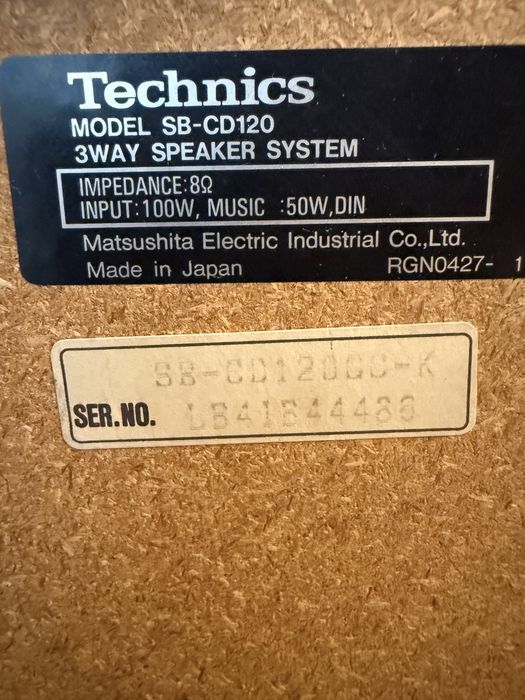 Technics
MODEL SB-CD120
3WAY SPEAKER SYSTEM
IMPEDANCE:8Ω
INPUT:100W, MUSIC :50W,DIN
Matsushita Electric Industrial Co.,Ltd.
Made in Japan RGN0427- 1
SB-CD120GC-K
SER.NO.